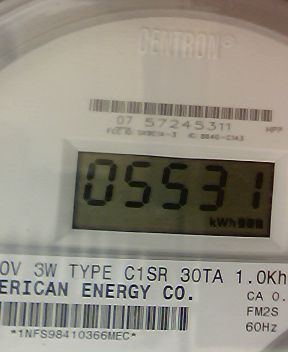 CENTRON®
07 57245311
HPP
05531
kWh
0V 3W TYPE C1SR 30TA 1.0Kh
ERICAN ENERGY CO.
CA 0.
FM2S
60Hz
*1NFS98410366MEC*